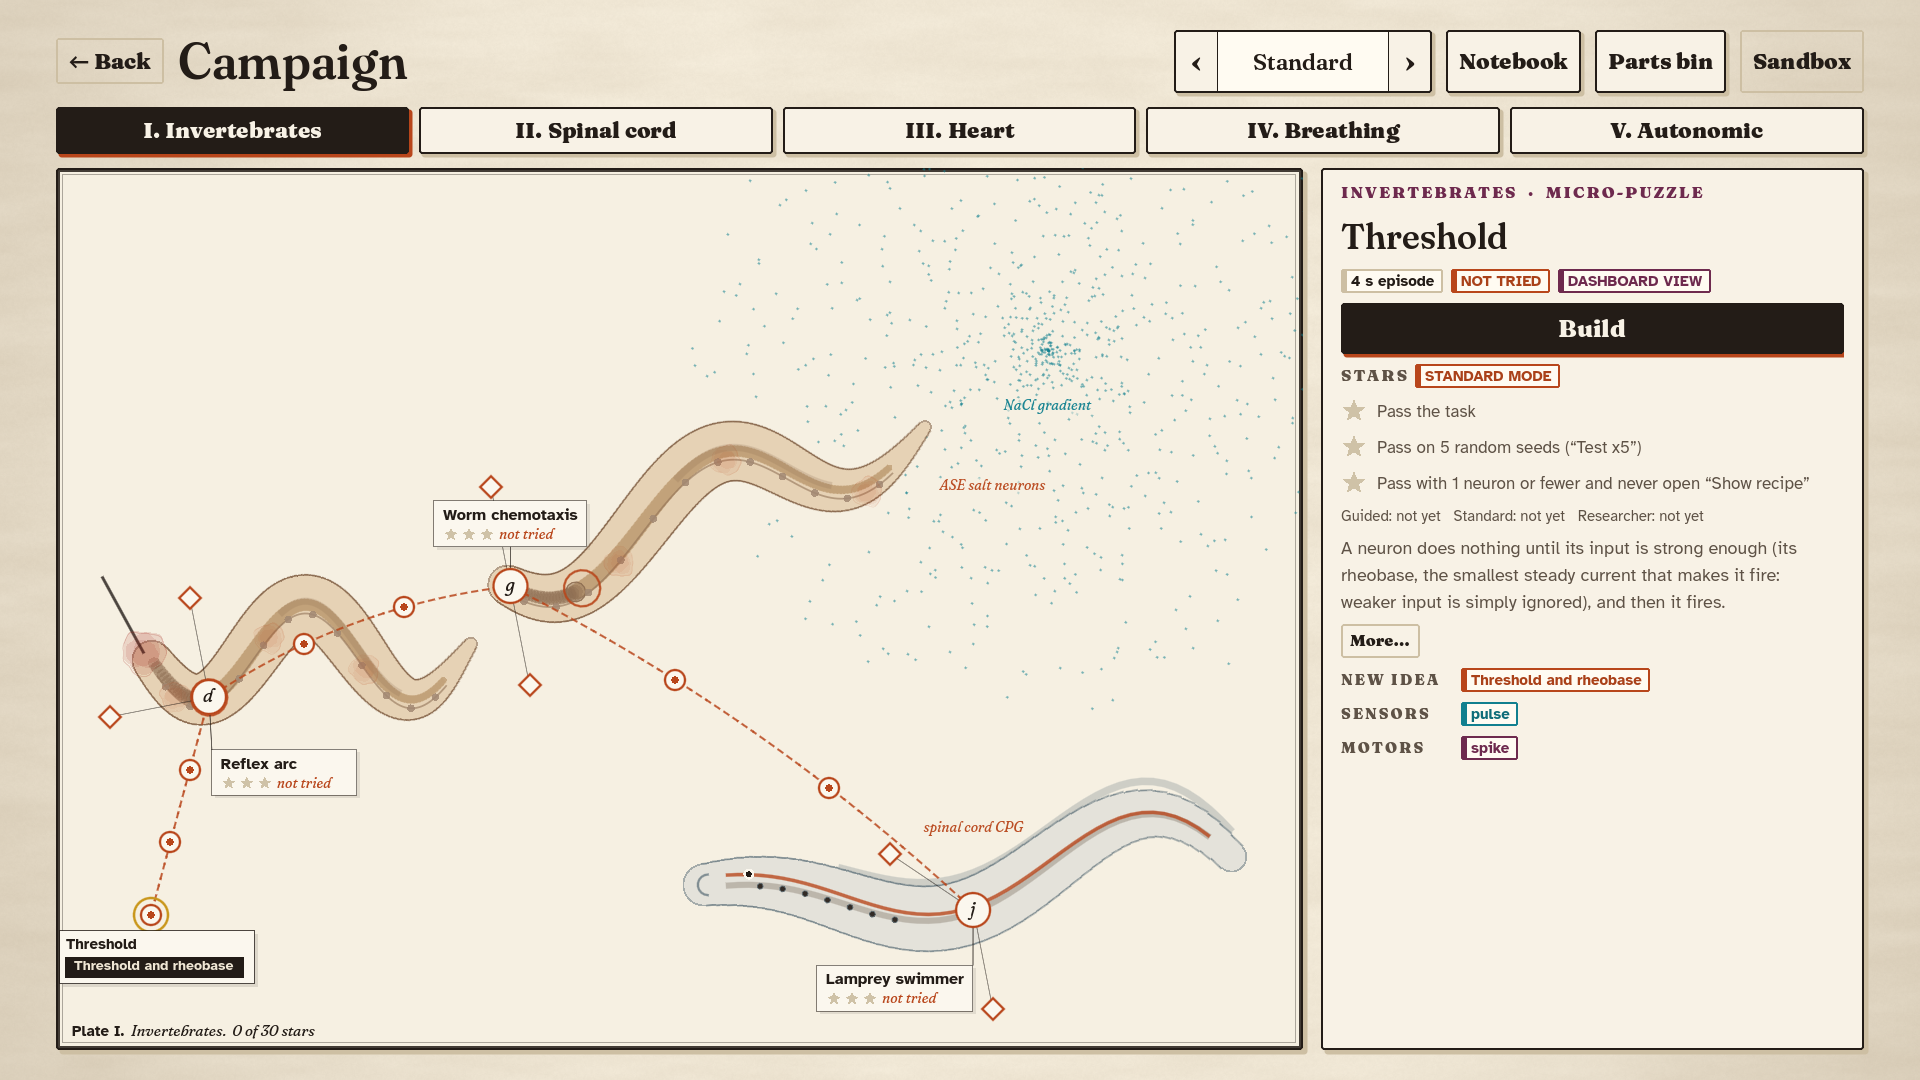 ← Back
Campaign
‹ Standard ›
Notebook
Parts bin
Sandbox
I. Invertebrates
II. Spinal cord
III. Heart
IV. Breathing
V. Autonomic
NaCl gradient
ASE salt neurons
Worm chemotaxis
not tried
g
d
Reflex arc
not tried
spinal cord CPG
j
Lamprey swimmer
not tried
Threshold
Threshold and rheobase
Plate I. Invertebrates. 0 of 30 stars
INVERTEBRATES · MICRO-PUZZLE
Threshold
4 s episode NOT TRIED DASHBOARD VIEW
Build
STARS STANDARD MODE
Pass the task
Pass on 5 random seeds (“Test x5”)
Pass with 1 neuron or fewer and never open “Show recipe”
Guided: not yet Standard: not yet Researcher: not yet
A neuron does nothing until its input is strong enough (its
rheobase, the smallest steady current that makes it fire:
weaker input is simply ignored), and then it fires.
More...
NEW IDEA Threshold and rheobase
SENSORS pulse
MOTORS spike